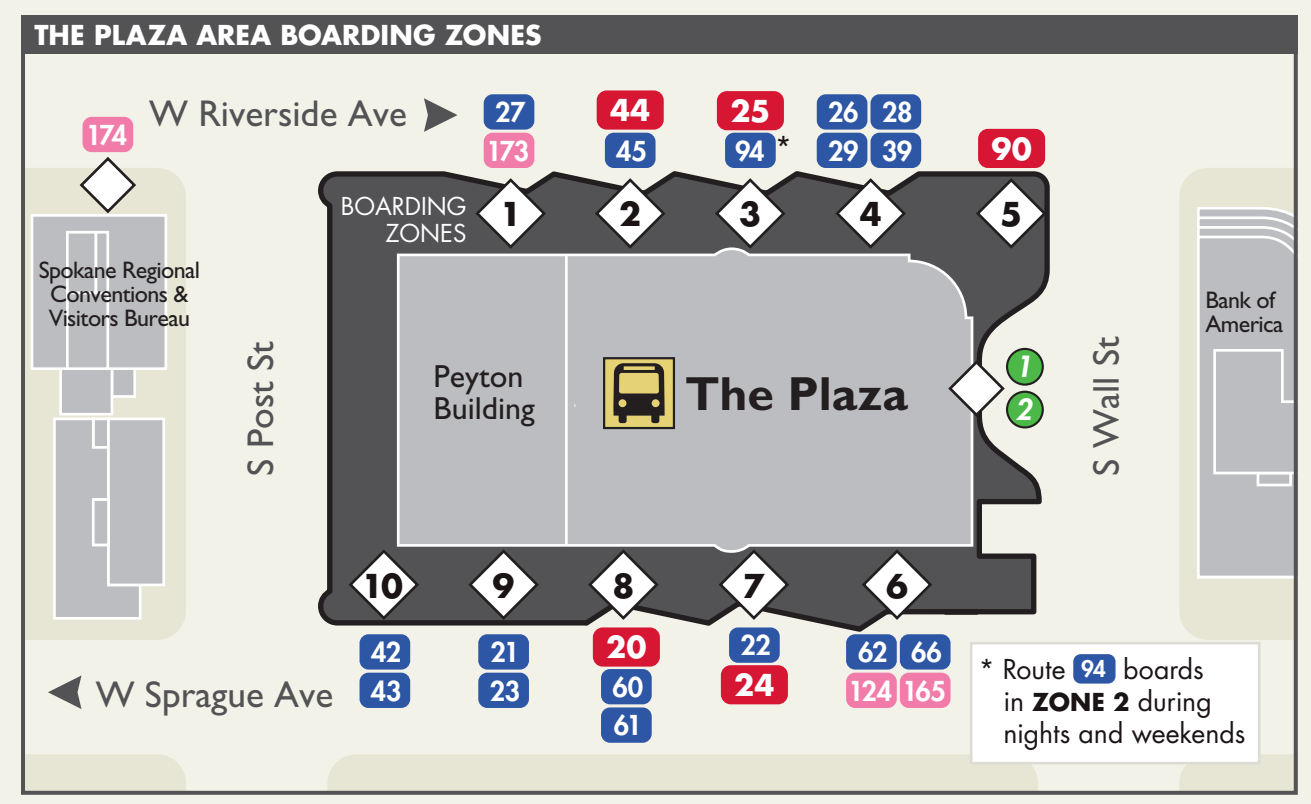 THE PLAZA AREA BOARDING ZONES
W Riverside Ave
174
27
173
44
45
25
94 *
26 28
29 39
90
BOARDING
ZONES
1
2
3
4
5
Spokane Regional
Conventions &
Visitors Bureau
S Post St
Peyton
Building
The Plaza
1
2
S Wall St
Bank of
America
10
9
8
7
6
W Sprague Ave
42
43
21
23
20
60
61
22
24
62 66
124 165
* Route 94 boards
in ZONE 2 during
nights and weekends